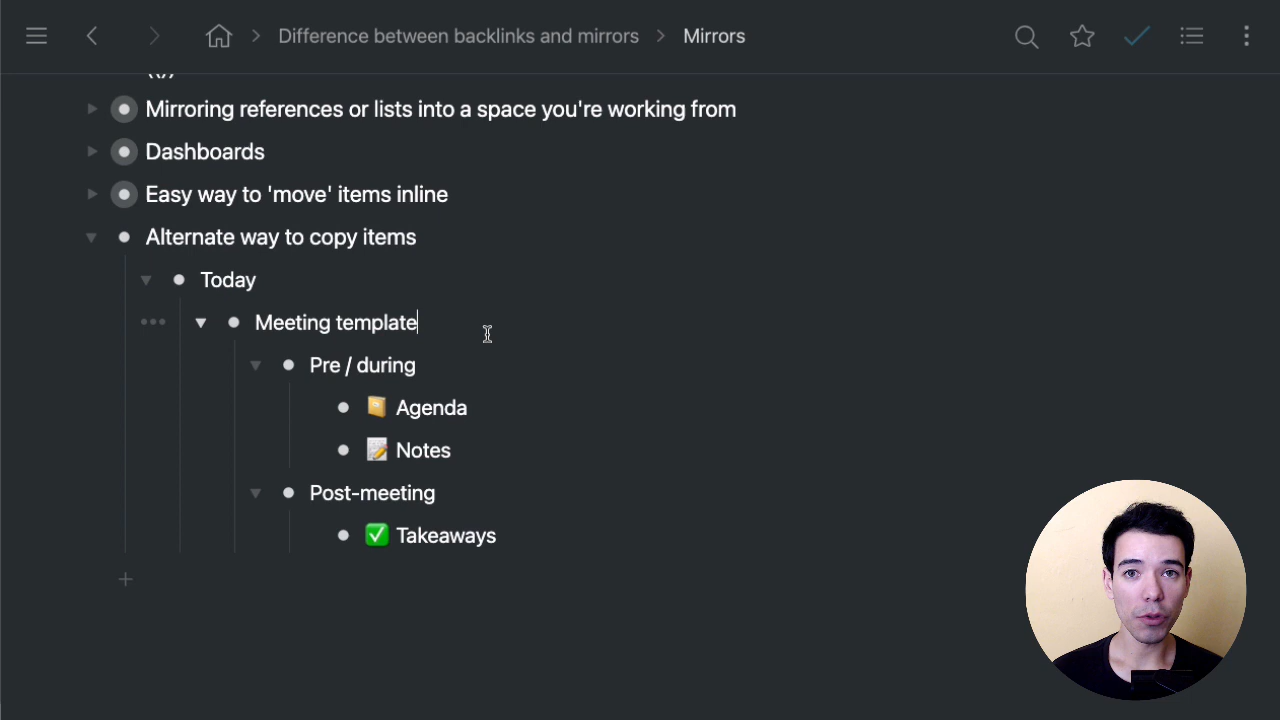 Difference between backlinks and mirrors > Mirrors
Mirroring references or lists into a space you're working from
Dashboards
Easy way to 'move' items inline
Alternate way to copy items
Today
Meeting template
Pre / during
Agenda
Notes
Post-meeting
Takeaways